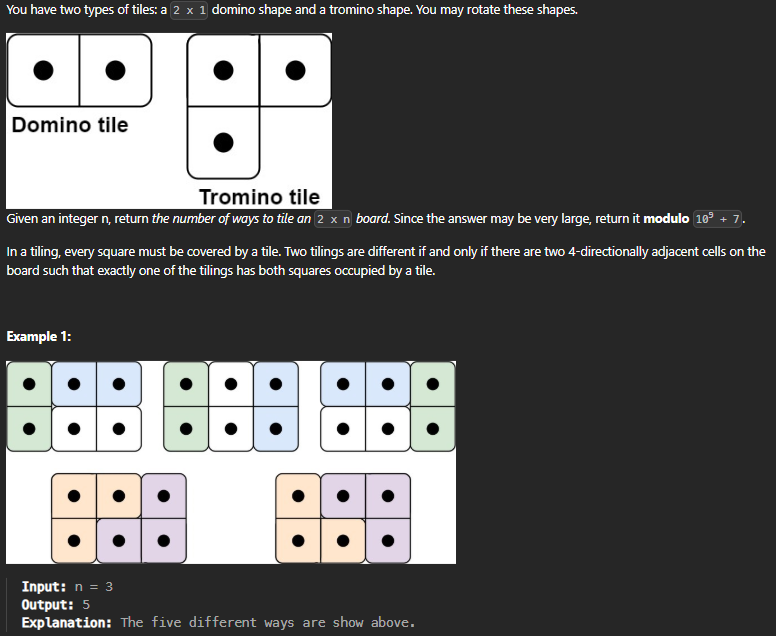 You have two types of tiles: a 2 x 1 domino shape and a tromino shape. You may rotate these shapes.
Domino tile
Tromino tile
Given an integer n, return the number of ways to tile an 2 x n board. Since the answer may be very large, return it modulo 10⁹ + 7.
In a tiling, every square must be covered by a tile. Two tilings are different if and only if there are two 4-directionally adjacent cells on the
board such that exactly one of the tilings has both squares occupied by a tile.
Example 1:
Input: n = 3
Output: 5
Explanation: The five different ways are show above.